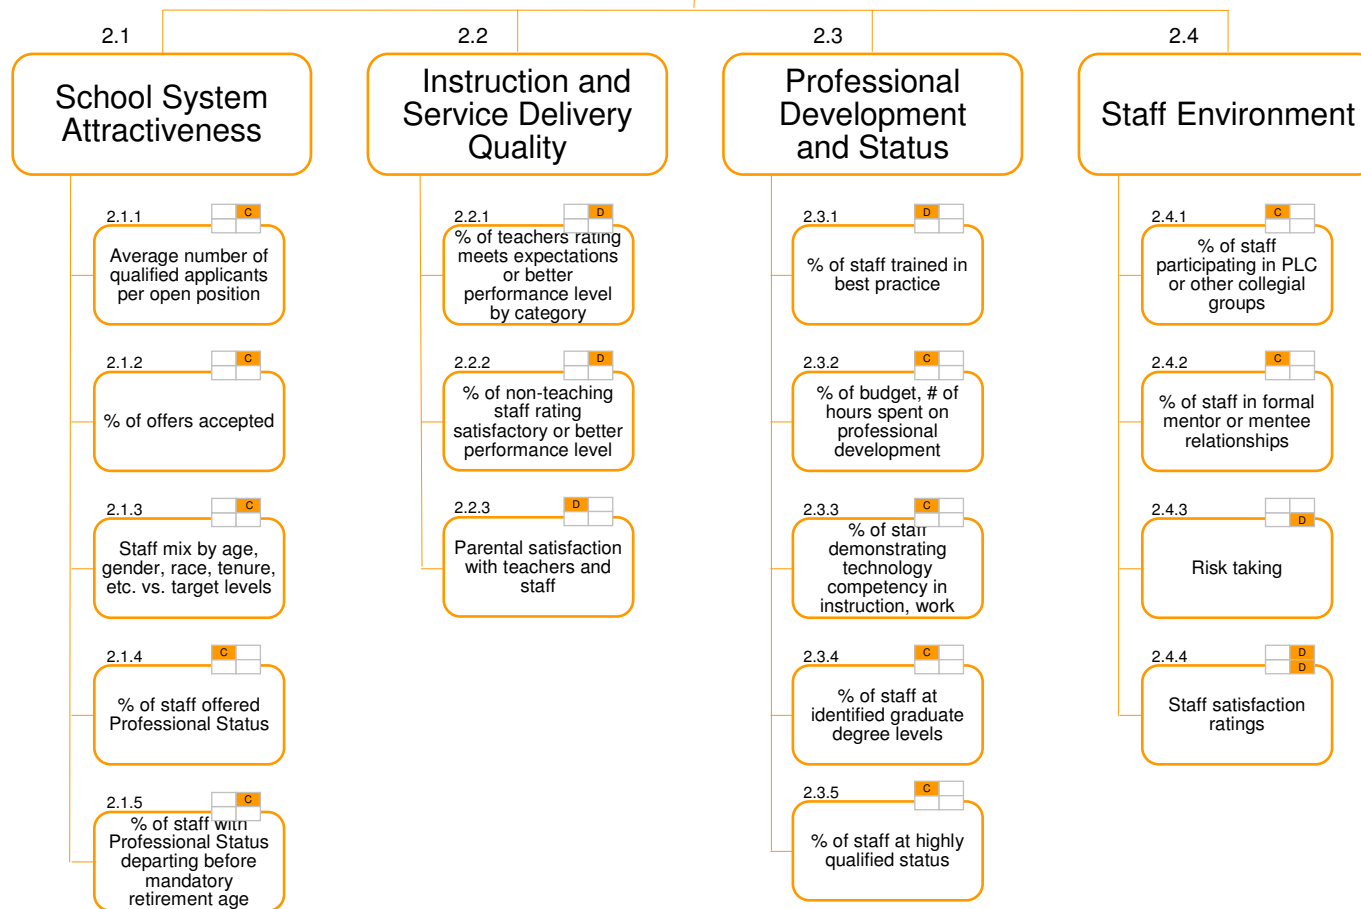 2.1
School System
Attractiveness
2.1.1
C
Average number of
qualified applicants
per open position
2.1.2
C
% of offers accepted
2.1.3
C
Staff mix by age,
gender, race, tenure,
etc. vs. target levels
2.1.4
C
% of staff offered
Professional Status
2.1.5
C
% of staff with
Professional Status
departing before
mandatory
retirement age
2.2
Instruction and
Service Delivery
Quality
2.2.1
D
% of teachers rating
meets expectations
or better
performance level
by category
2.2.2
D
% of non-teaching
staff rating
satisfactory or better
performance level
2.2.3
D
Parental satisfaction
with teachers and
staff
2.3
Professional
Development
and Status
2.3.1
D
% of staff trained in
best practice
2.3.2
C
% of budget, # of
hours spent on
professional
development
2.3.3
C
% of staff
demonstrating
technology
competency in
instruction, work
2.3.4
C
% of staff at
identified graduate
degree levels
2.3.5
C
% of staff at highly
qualified status
2.4
Staff Environment
2.4.1
C
% of staff
participating in PLC
or other collegial
groups
2.4.2
C
% of staff in formal
mentor or mentee
relationships
2.4.3
D
Risk taking
2.4.4
D
D
Staff satisfaction
ratings